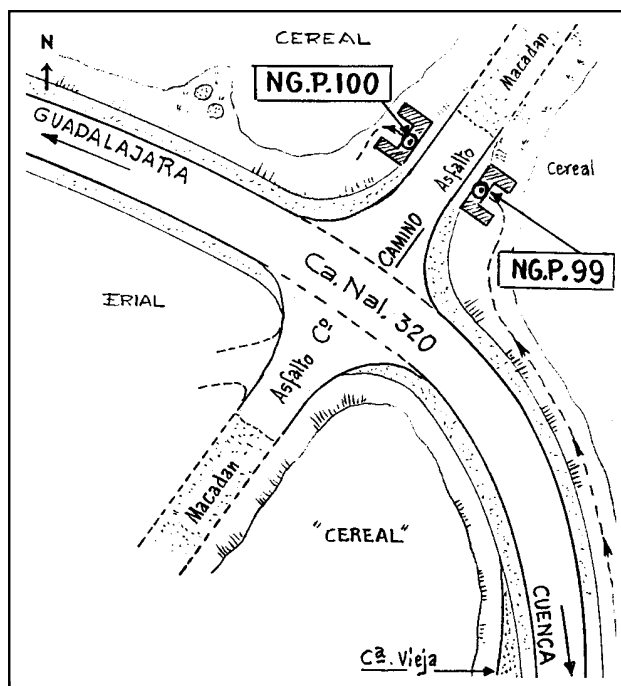 CEREAL
N
NG.P.100
Macadan
GUADALAJARA
Asfalto
Cereal
CAMINO
NG.P.99
Ca. Nal. 320
ERIAL
Cº
Asfalto
Macadan
"CEREAL"
CUENCA
Cª. Vieja